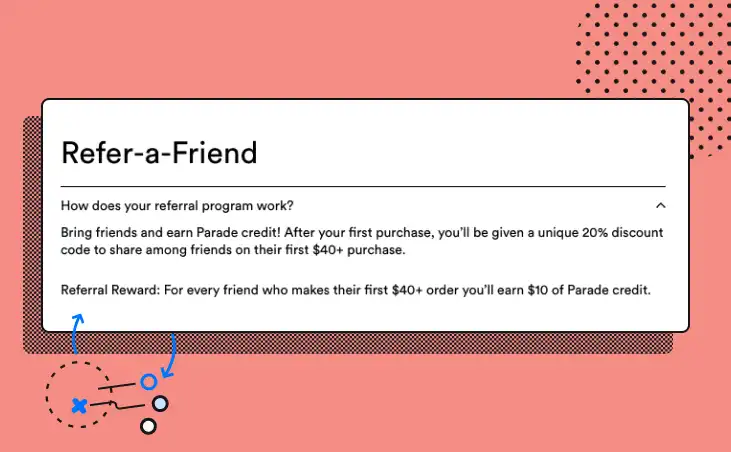 Refer-a-Friend
How does your referral program work?
Bring friends and earn Parade credit! After your first purchase, you’ll be given a unique 20% discount
code to share among friends on their first $40+ purchase.
Referral Reward: For every friend who makes their first $40+ order you’ll earn $10 of Parade credit.